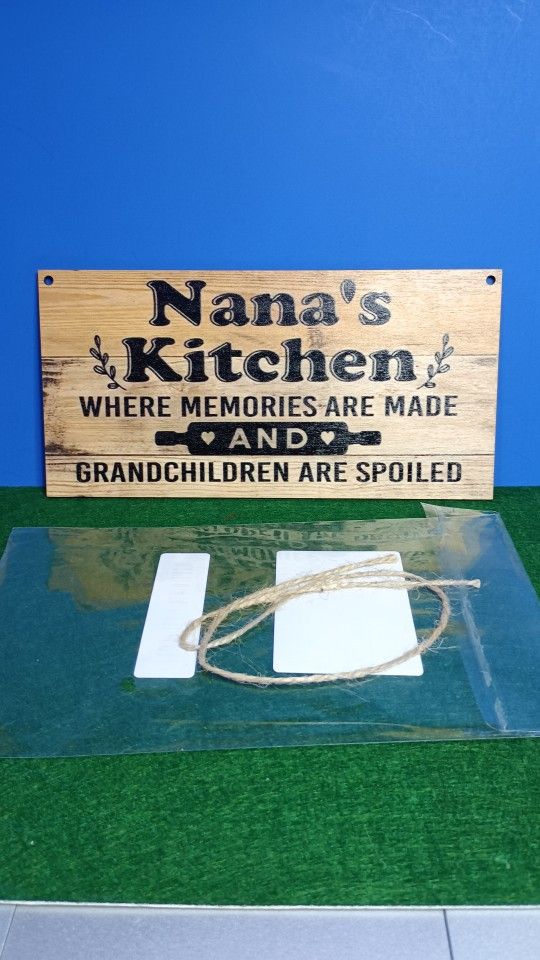 Nana's
Kitchen
WHERE MEMORIES ARE MADE
AND
GRANDCHILDREN ARE SPOILED